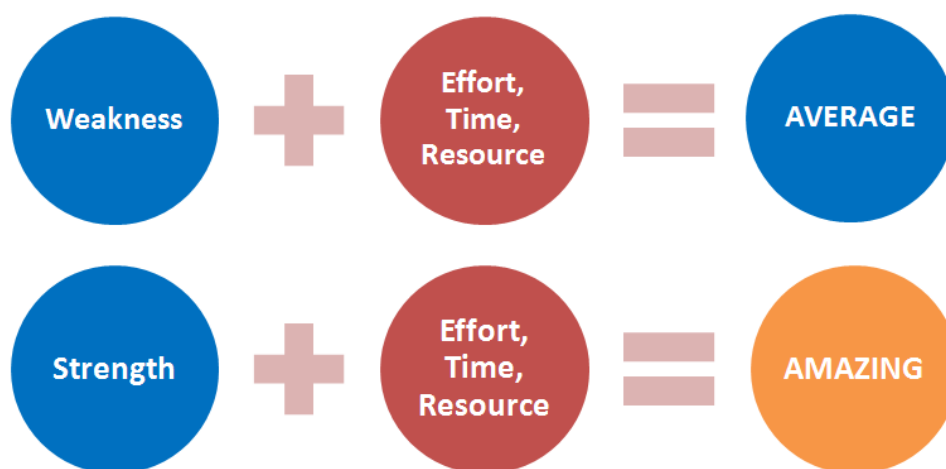 Weakness
Effort,
Time,
Resource
AVERAGE
Strength
Effort,
Time,
Resource
AMAZING